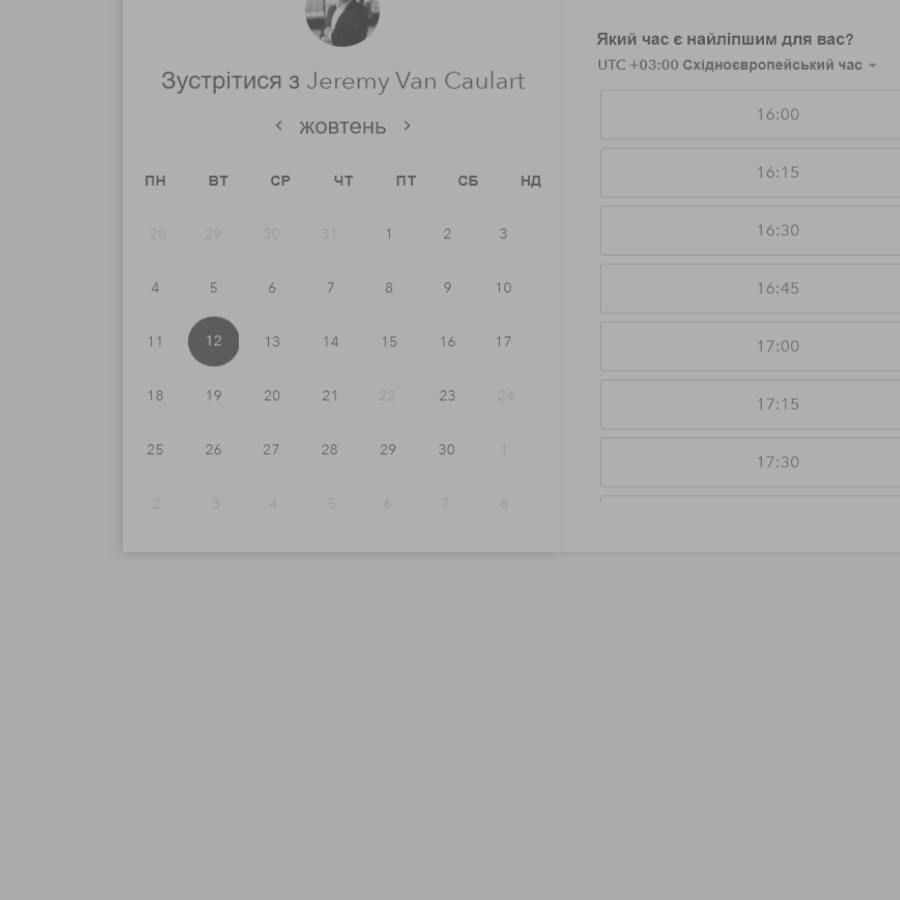 Зустрітися з Jeremy Van Caulart
жовтень
ПН ВТ СР ЧТ ПТ СБ НД
28 29 30 31 1 2 3
4 5 6 7 8 9 10
11 12 13 14 15 16 17
18 19 20 21 22 23 24
25 26 27 28 29 30 1
2 3 4 5 6 7 8
Який час є найліпшим для вас?
UTC +03:00 Східноєвропейський час
16:00
16:15
16:30
16:45
17:00
17:15
17:30